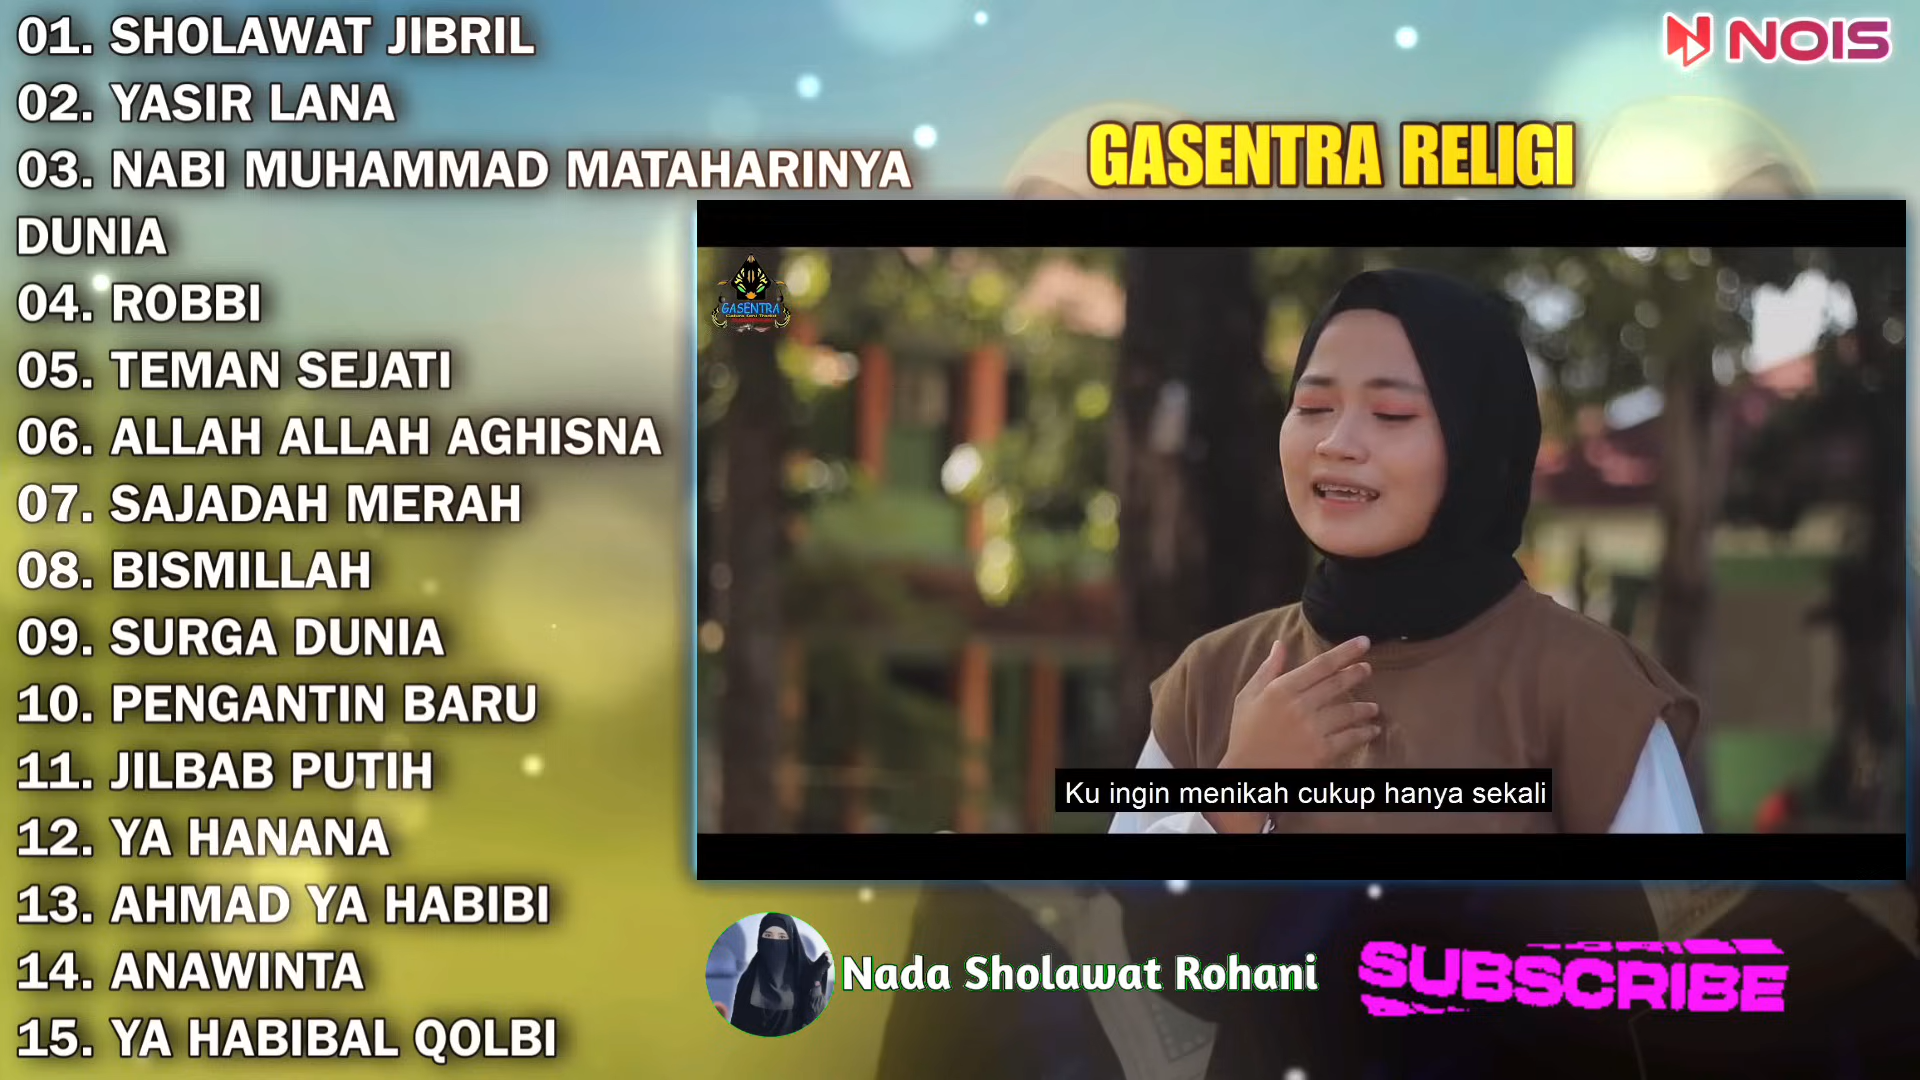 01. SHOLAWAT JIBRIL
02. YASIR LANA
03. NABI MUHAMMAD MATAHARINYA
DUNIA
04. ROBBI
05. TEMAN SEJATI
06. ALLAH ALLAH AGHISNA
07. SAJADAH MERAH
08. BISMILLAH
09. SURGA DUNIA
10. PENGANTIN BARU
11. JILBAB PUTIH
12. YA HANANA
13. AHMAD YA HABIBI
14. ANAWINTA
15. YA HABIBAL QOLBI
NOIS
GASENTRA RELIGI
GASENTRA
Ku ingin menikah cukup hanya sekali
Nada Sholawat Rohani
SUBSCRIBE